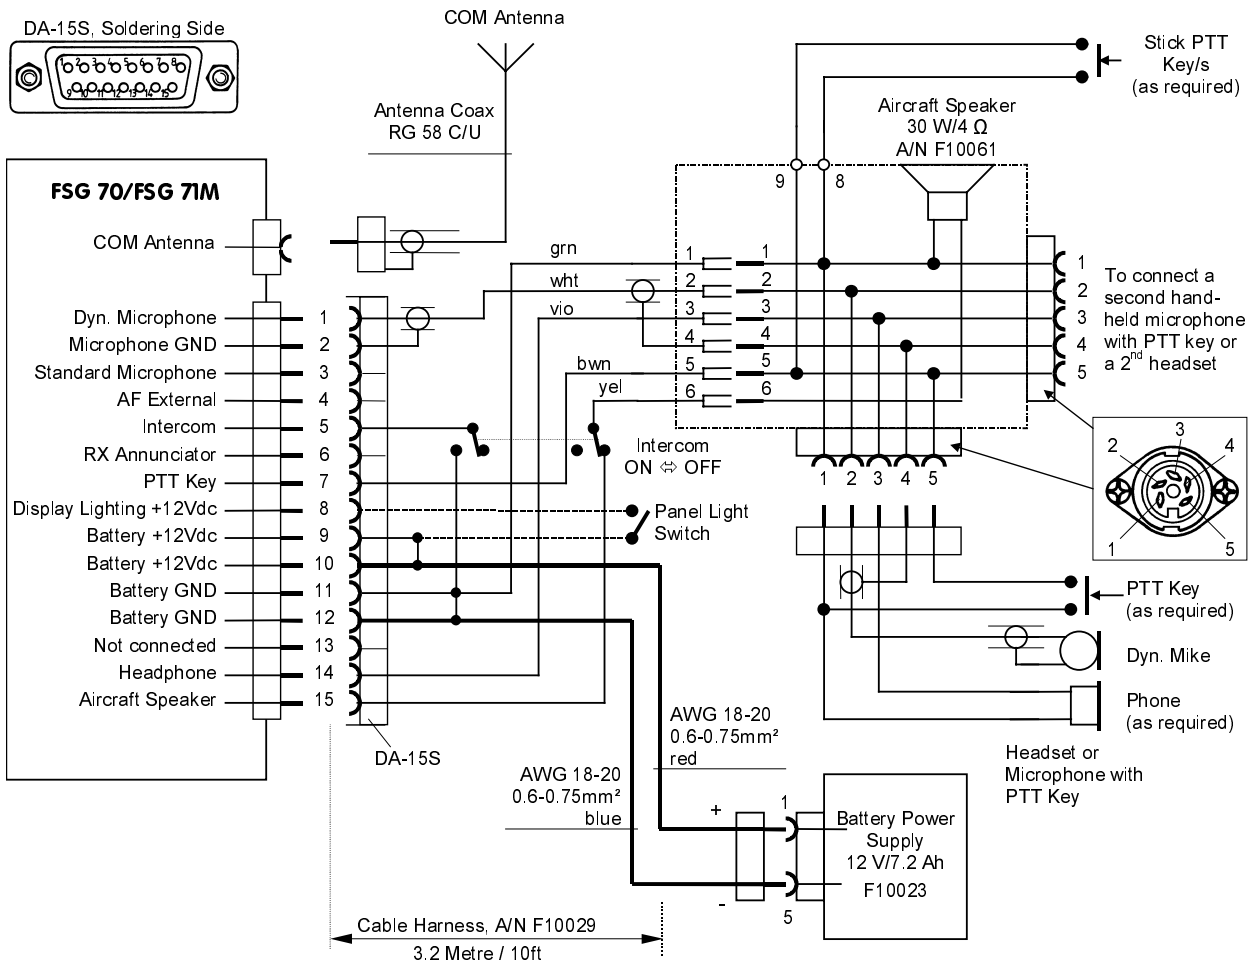 DA-15S, Soldering Side
1 2 3 4 5 6 7 8
9 10 11 12 13 14 15
COM Antenna
Antenna Coax
RG 58 C/U
Stick PTT
Key/s
(as required)
Aircraft Speaker
30 W/4 Ω
A/N F10061
9
8
FSG 70/FSG 71M
COM Antenna
Dyn. Microphone 1
Microphone GND 2
Standard Microphone 3
AF External 4
Intercom 5
RX Annunciator 6
PTT Key 7
Display Lighting +12Vdc 8
Battery +12Vdc 9
Battery +12Vdc 10
Battery GND 11
Battery GND 12
Not connected 13
Headphone 14
Aircraft Speaker 15
DA-15S
grn
wht
vio
bwn
yel
1 1
2 2
3 3
4 4
5 5
6 6
1
2
3
4
5
To connect a
second hand-
held microphone
with PTT key or
a 2nd headset
Intercom
ON ⇔ OFF
Panel Light
Switch
1 2 3 4 5
3
2
4
1
5
PTT Key
(as required)
Dyn. Mike
Phone
(as required)
Headset or
Microphone with
PTT Key
AWG 18-20
0.6-0.75mm²
red
AWG 18-20
0.6-0.75mm²
blue
+
-
1
5
Battery Power
Supply
12 V/7.2 Ah
F10023
Cable Harness, A/N F10029
3.2 Metre / 10ft